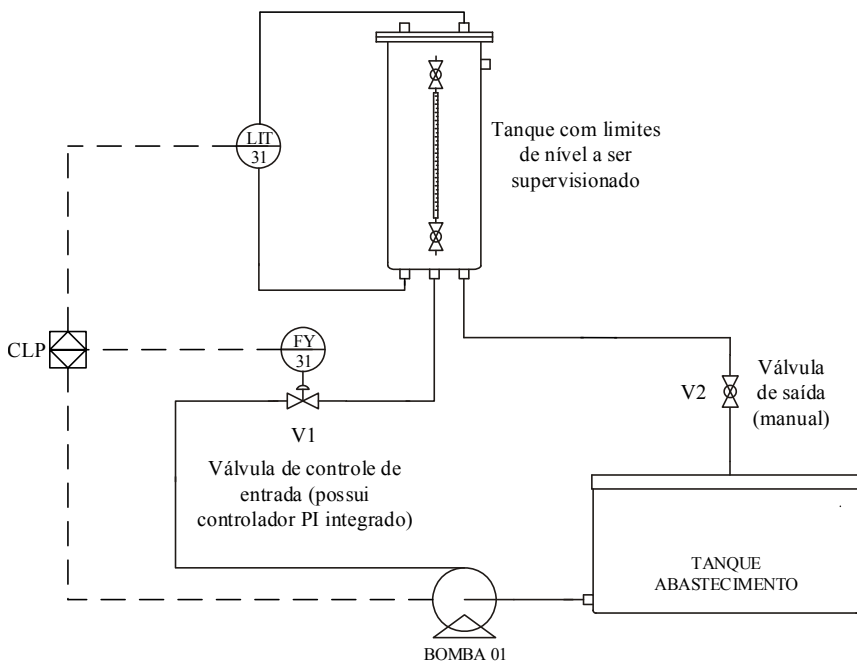 LIT
31
Tanque com limites
de nível a ser
supervisionado
CLP
FY
31
V1
Válvula de controle de
entrada (possui
controlador PI integrado)
V2
Válvula
de saída
(manual)
TANQUE
ABASTECIMENTO
BOMBA 01